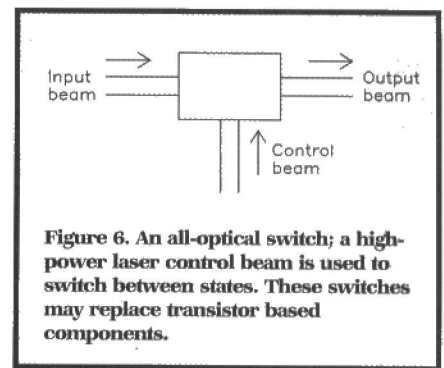 Input
beam
Output
beam
Control
beam
Figure 6. An all-optical switch; a high-
power laser control beam is used to
switch between states. These switches
may replace transistor based
components.